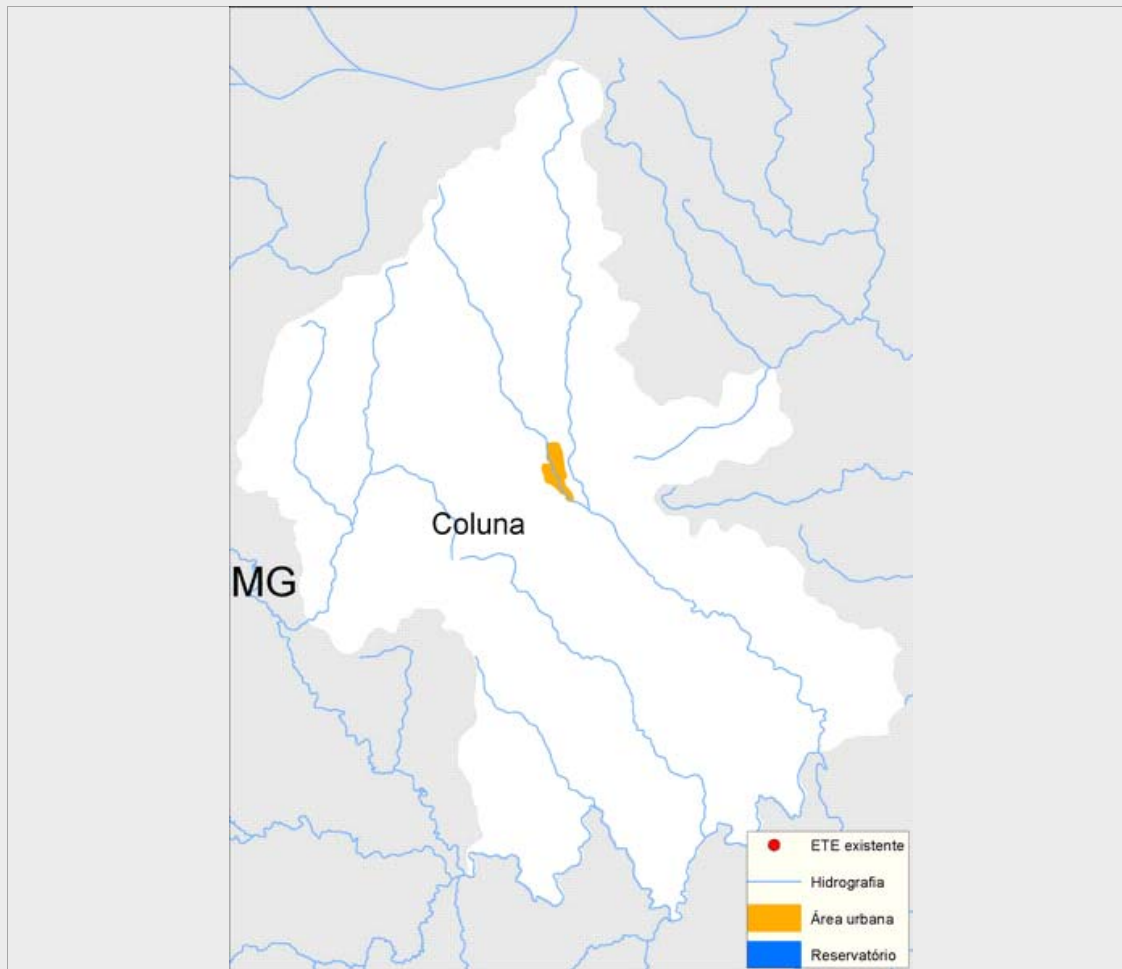 Coluna
MG
ETE existente
Hidrografia
Área urbana
Reservatório